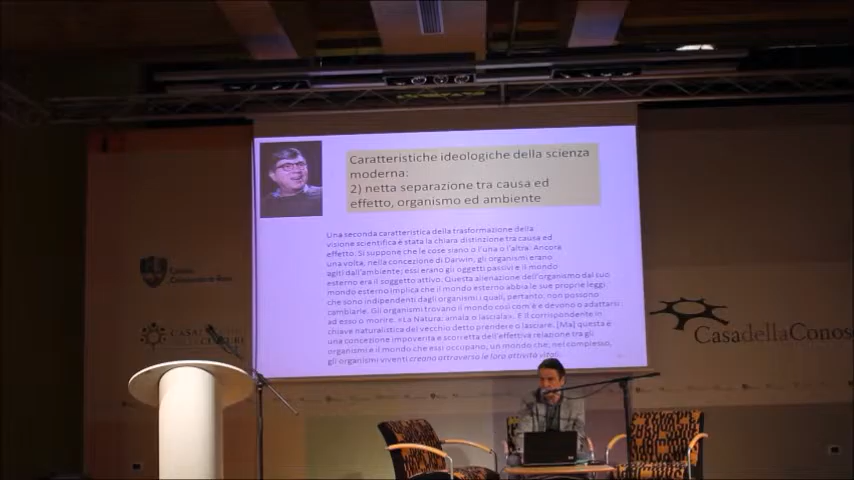 Caratteristiche ideologiche della scienza
moderna:
2) netta separazione tra causa ed
effetto, organismo ed ambiente
Una seconda caratteristica della trasformazione della
visione scientifica è stata la chiara distinzione tra causa ed
effetto. Si suppone che le cose siano o l'una o l'altra. Ancora
una volta, nella concezione di Darwin, gli organismi erano
agiti dall'ambiente; essi erano gli oggetti passivi e il mondo
esterno era il soggetto attivo. Questa alienazione dell'organismo dal suo
mondo esterno implica che il mondo esterno abbia le sue proprie leggi
che sono indipendenti dagli organismi i quali, pertanto, non possono
cambiarle. Gli organismi trovano il mondo così com'è e devono o adattarsi
ad esso o morire. «La Natura: amala o lasciala». È il corrispondente in
chiave naturalistica del vecchio detto prendere o lasciare. [Ma] questa è
una concezione impoverita e scorretta dell'effettiva relazione tra gli
organismi e il mondo che essi occupano, un mondo che, nel complesso,
gli organismi viventi creano attraverso le loro attività vitali.
CasadellaConos